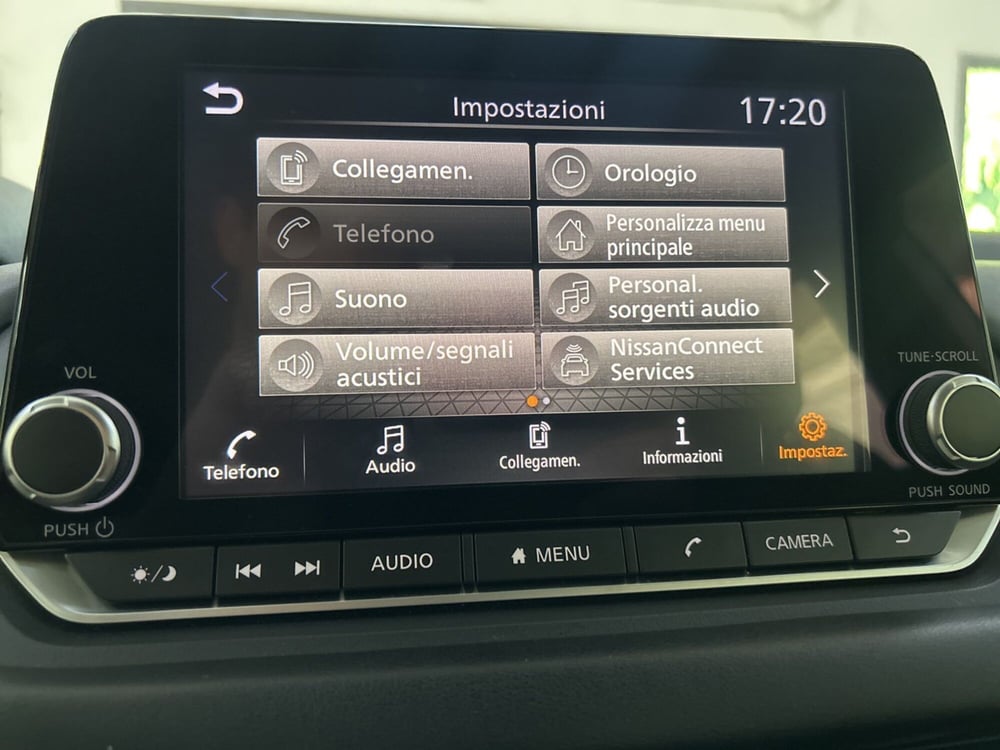 Impostazioni
17:20
Collegamen.
Orologio
Telefono
Personalizza menu
principale
Suono
Personal.
sorgenti audio
Volume/segnali
acustici
NissanConnect
Services
VOL
TUNE·SCROLL
Telefono
Audio
Collegamen.
Informazioni
Impostaz.
PUSH
PUSH SOUND
AUDIO
MENU
CAMERA